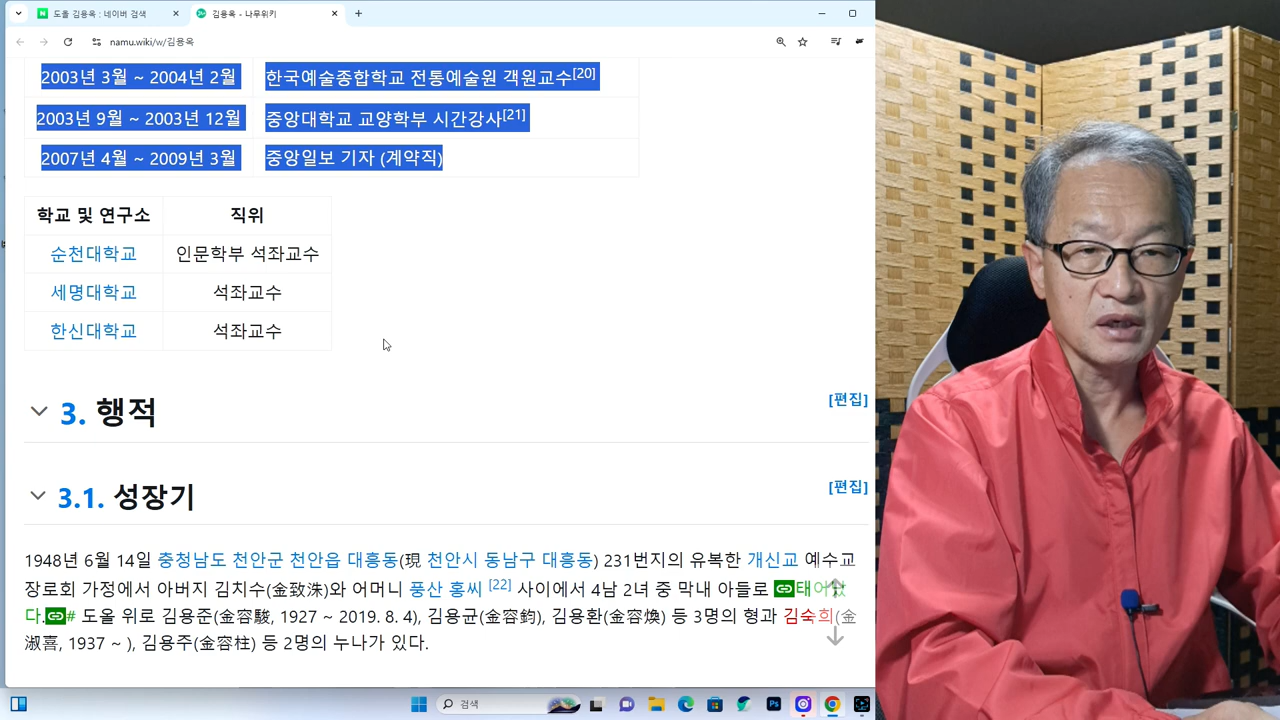 도올 김용옥 : 네이버 검색
김용옥 - 나무위키
namu.wiki/w/김용옥
2003년 3월 ~ 2004년 2월 한국예술종합학교 전통예술원 객원교수[20]
2003년 9월 ~ 2003년 12월 중앙대학교 교양학부 시간강사[21]
2007년 4월 ~ 2009년 3월 중앙일보 기자 (계약직)
학교 및 연구소 직위
순천대학교 인문학부 석좌교수
세명대학교 석좌교수
한신대학교 석좌교수
3. 행적 [편집]
3.1. 성장기 [편집]
1948년 6월 14일 충청남도 천안군 천안읍 대흥동(現 천안시 동남구 대흥동) 231번지의 유복한 개신교 예수교
장로회 가정에서 아버지 김치수(金致洙)와 어머니 풍산 홍씨 [22] 사이에서 4남 2녀 중 막내 아들로 태어났
다.# 도올 위로 김용준(金容駿, 1927 ~ 2019. 8. 4), 김용균(金容鈞), 김용환(金容煥) 등 3명의 형과 김숙희(金
淑喜, 1937 ~ ), 김용주(金容柱) 등 2명의 누나가 있다.
검색
Ps